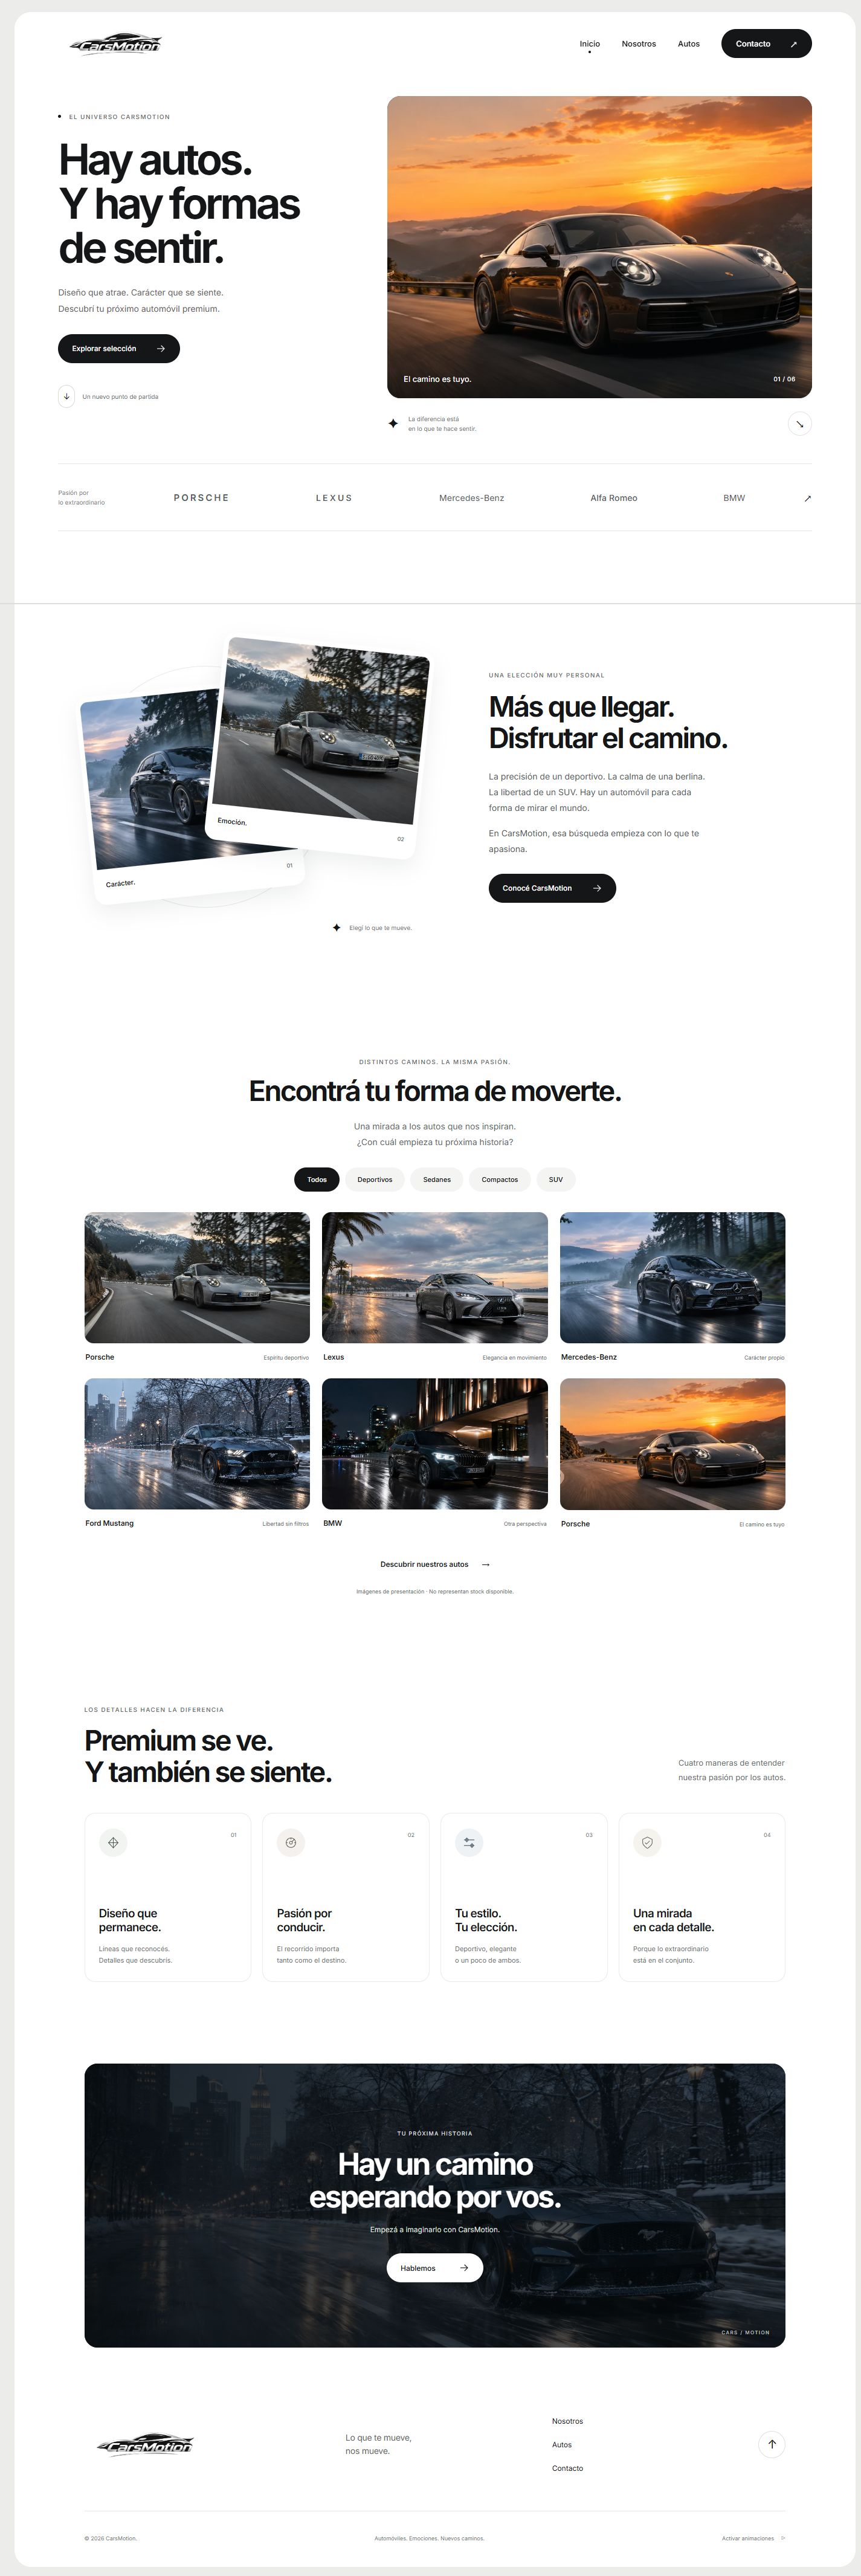 CarsMotion
Inicio
Nosotros
Autos
Contacto
EL UNIVERSO CARSMOTION
Hay autos.
Y hay formas
de sentir.
Diseño que atrae. Carácter que se siente.
Descubrí tu próximo automóvil premium.
Explorar selección
Un nuevo punto de partida
El camino es tuyo.
01 / 06
La diferencia está
en lo que te hace sentir.
Pasión por
lo extraordinario
PORSCHE
LEXUS
Mercedes-Benz
Alfa Romeo
BMW
Carácter.
01
Emoción.
02
Elegí lo que te mueve.
UNA ELECCIÓN MUY PERSONAL
Más que llegar.
Disfrutar el camino.
La precisión de un deportivo. La calma de una berlina.
La libertad de un SUV. Hay un automóvil para cada
forma de mirar el mundo.
En CarsMotion, esa búsqueda empieza con lo que te
apasiona.
Conocé CarsMotion
DISTINTOS CAMINOS. LA MISMA PASIÓN.
Encontrá tu forma de moverte.
Una mirada a los autos que nos inspiran.
¿Con cuál empieza tu próxima historia?
Todos
Deportivos
Sedanes
Compactos
SUV
Porsche
Espíritu deportivo
Lexus
Elegancia en movimiento
Mercedes-Benz
Carácter propio
Ford Mustang
Libertad sin filtros
BMW
Otra perspectiva
Porsche
El camino es tuyo
Descubrir nuestros autos
Imágenes de presentación · No representan stock disponible.
LOS DETALLES HACEN LA DIFERENCIA
Premium se ve.
Y también se siente.
Cuatro maneras de entender
nuestra pasión por los autos.
01
Diseño que
permanece.
Líneas que reconocés.
Detalles que descubrís.
02
Pasión por
conducir.
El recorrido importa
tanto como el destino.
03
Tu estilo.
Tu elección.
Deportivo, elegante
o un poco de ambos.
04
Una mirada
en cada detalle.
Porque lo extraordinario
está en el conjunto.
TU PRÓXIMA HISTORIA
Hay un camino
esperando por vos.
Empezá a imaginarlo con CarsMotion.
Hablemos
CARS / MOTION
CarsMotion
Lo que te mueve,
nos mueve.
Nosotros
Autos
Contacto
© 2026 CarsMotion.
Automóviles. Emociones. Nuevos caminos.
Activar animaciones